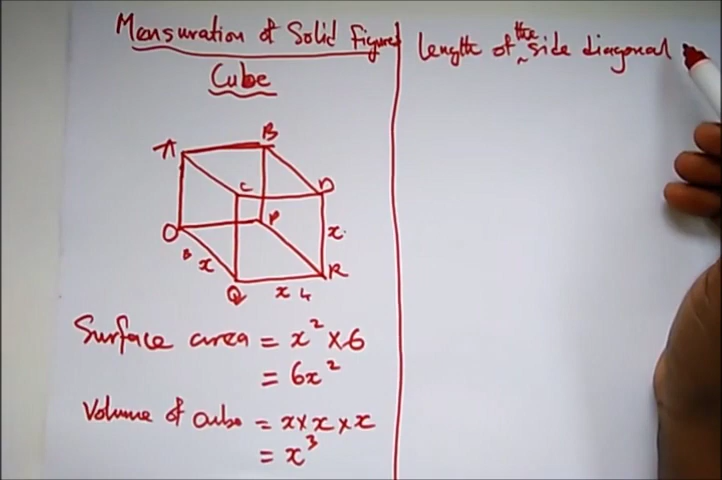 Mensuration of Solid Figures
Cube
A
B
C
D
O
P
x
x
Q
R
x
Surface area = x² × 6
= 6x²
Volume of cube = x × x × x
= x³
length of the side diagonal